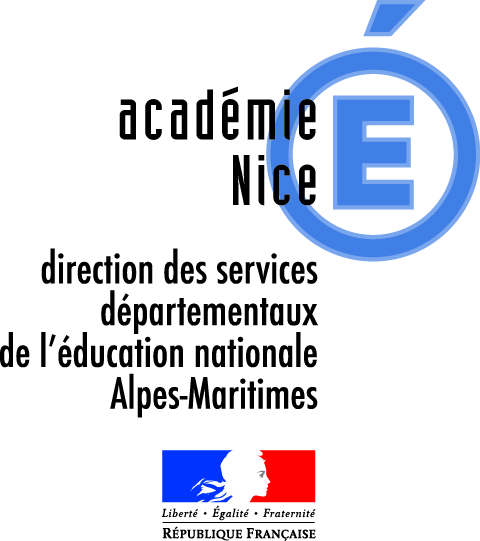 académie
Nice
É
direction des services
départementaux
de l'éducation nationale
Alpes-Maritimes
Liberté • Égalité • Fraternité
RÉPUBLIQUE FRANÇAISE